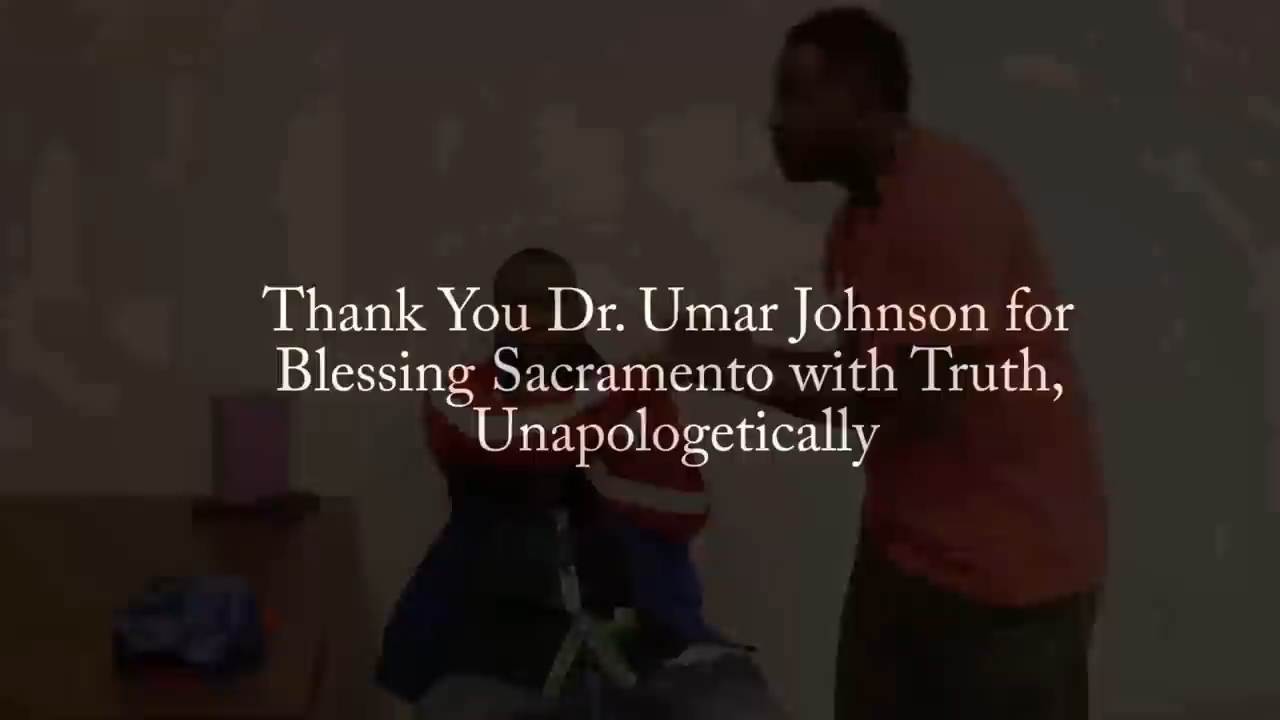 Thank You Dr. Umar Johnson for
Blessing Sacramento with Truth,
Unapologetically